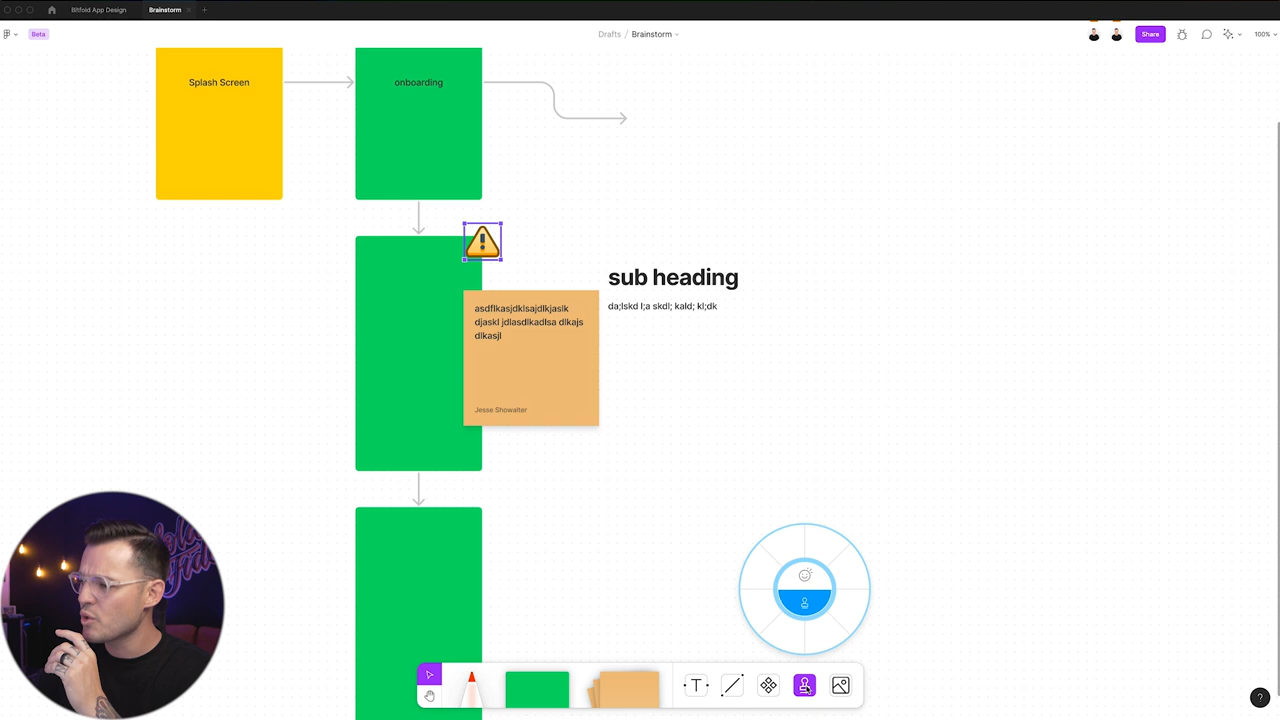 Bitfold App Design
Brainstorm
Beta
Drafts / Brainstorm
Share
100%
Splash Screen
onboarding
sub heading
da;lskd l;a skdl; kald; kl;dk
asdflkasjdklsajdlkjaslk
djaskl jdlasdlkadlsa dlkajs
dlkasjl
Jesse Showalter
T
?